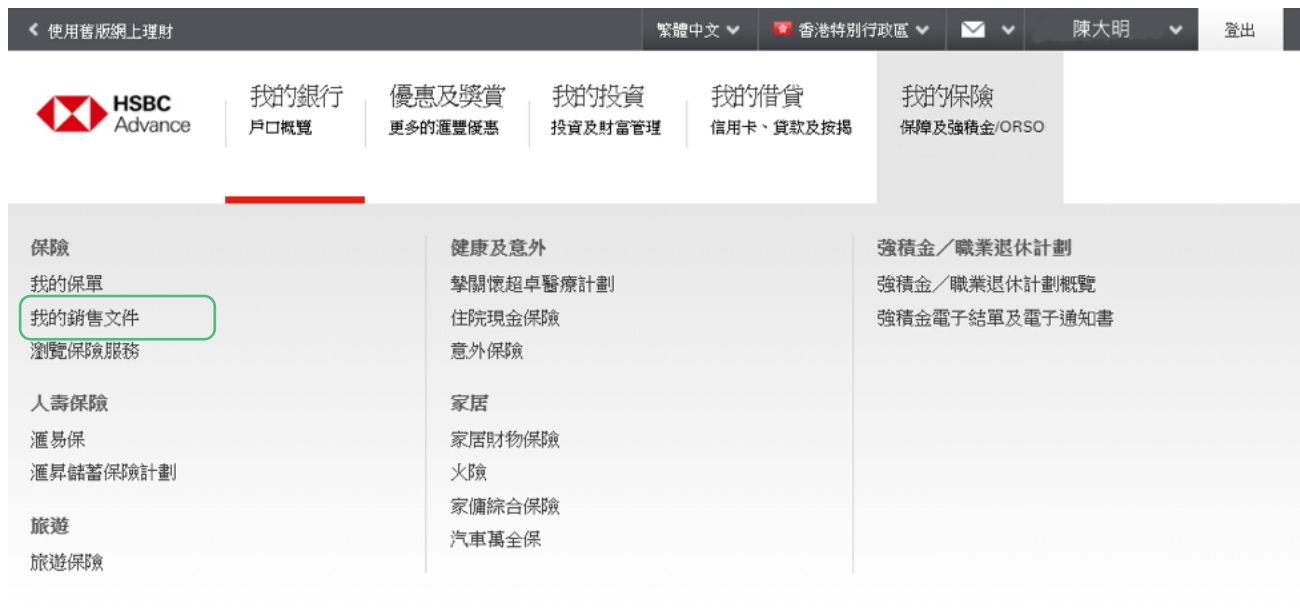 使用舊版網上理財
繁體中文
香港特別行政區
陳大明
登出
HSBC
Advance
我的銀行
戶口概覽
優惠及獎賞
更多的滙豐優惠
我的投資
投資及財富管理
我的借貸
信用卡、貸款及按揭
我的保險
保障及強積金/ORSO
保險
我的保單
我的銷售文件
瀏覽保險服務
人壽保險
滙易保
滙昇儲蓄保險計劃
旅遊
旅遊保險
健康及意外
摯關懷超卓醫療計劃
住院現金保險
意外保險
家居
家居財物保險
火險
家傭綜合保險
汽車萬全保
強積金／職業退休計劃
強積金／職業退休計劃概覽
強積金電子結單及電子通知書